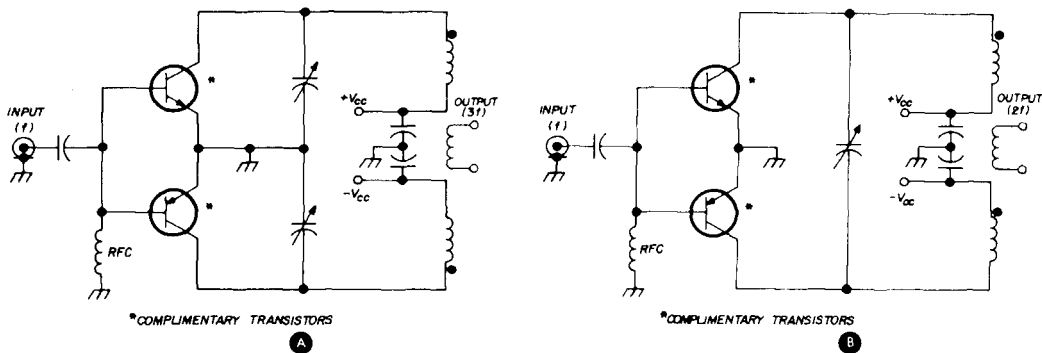 INPUT
(f)
*
*
RFC
+Vcc
-Vcc
OUTPUT
(3f)
*COMPLIMENTARY TRANSISTORS
A
INPUT
(f)
*
*
RFC
+Vcc
-Vcc
OUTPUT
(2f)
*COMPLIMENTARY TRANSISTORS
B